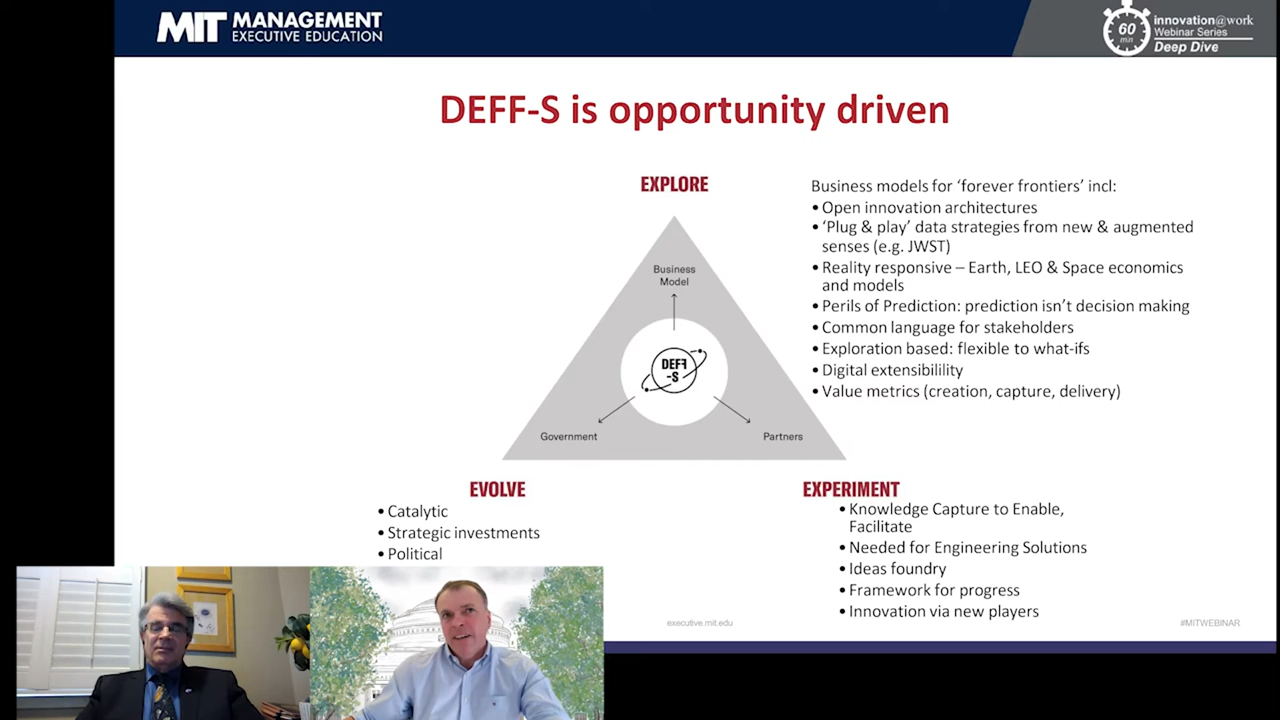 MIT MANAGEMENT
EXECUTIVE EDUCATION
60
min
innovation@work
Webinar Series
Deep Dive
DEFF-S is opportunity driven
EXPLORE
Business
Model
DEFF
-S
Government
Partners
Business models for ‘forever frontiers’ incl:
•Open innovation architectures
•‘Plug & play’ data strategies from new & augmented
senses (e.g. JWST)
•Reality responsive – Earth, LEO & Space economics
and models
•Perils of Prediction: prediction isn’t decision making
•Common language for stakeholders
•Exploration based: flexible to what-ifs
•Digital extensibilility
•Value metrics (creation, capture, delivery)
EVOLVE
•Catalytic
•Strategic investments
•Political
EXPERIMENT
•Knowledge Capture to Enable,
Facilitate
•Needed for Engineering Solutions
•Ideas foundry
•Framework for progress
•Innovation via new players
executive.mit.edu
#MITWEBINAR